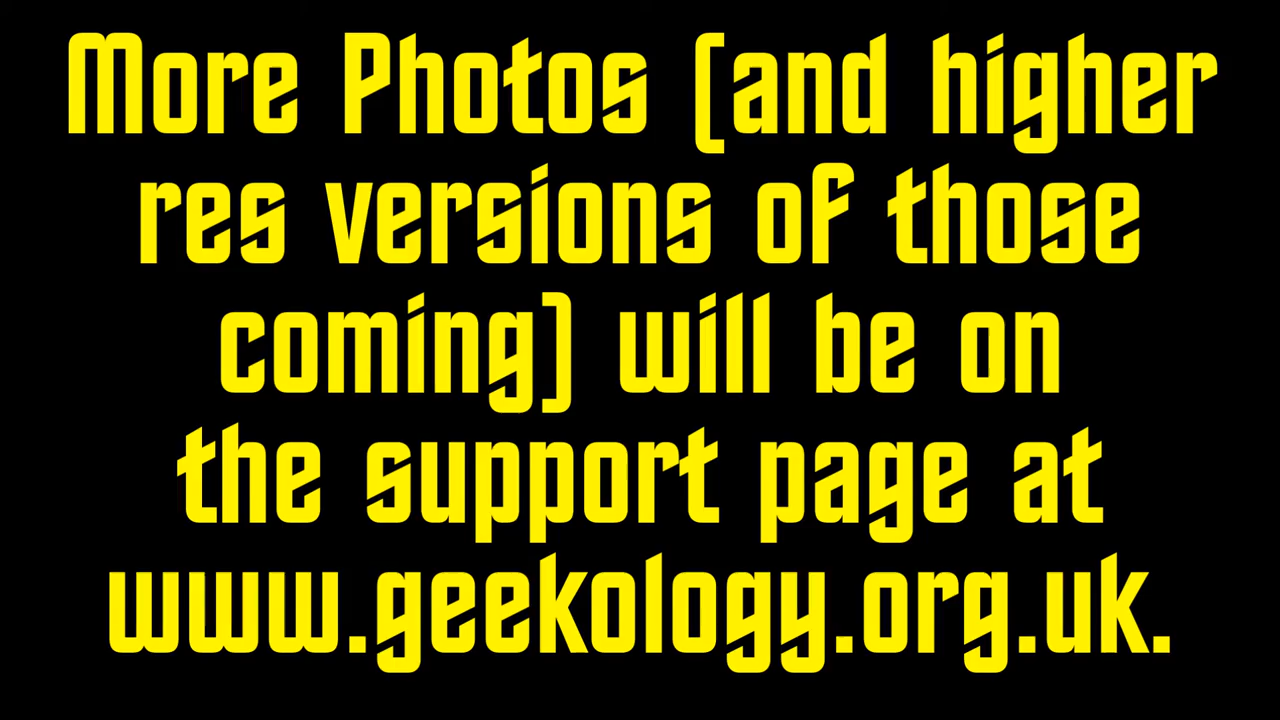 More Photos (and higher
res versions of those
coming) will be on
the support page at
www.geekology.org.uk.